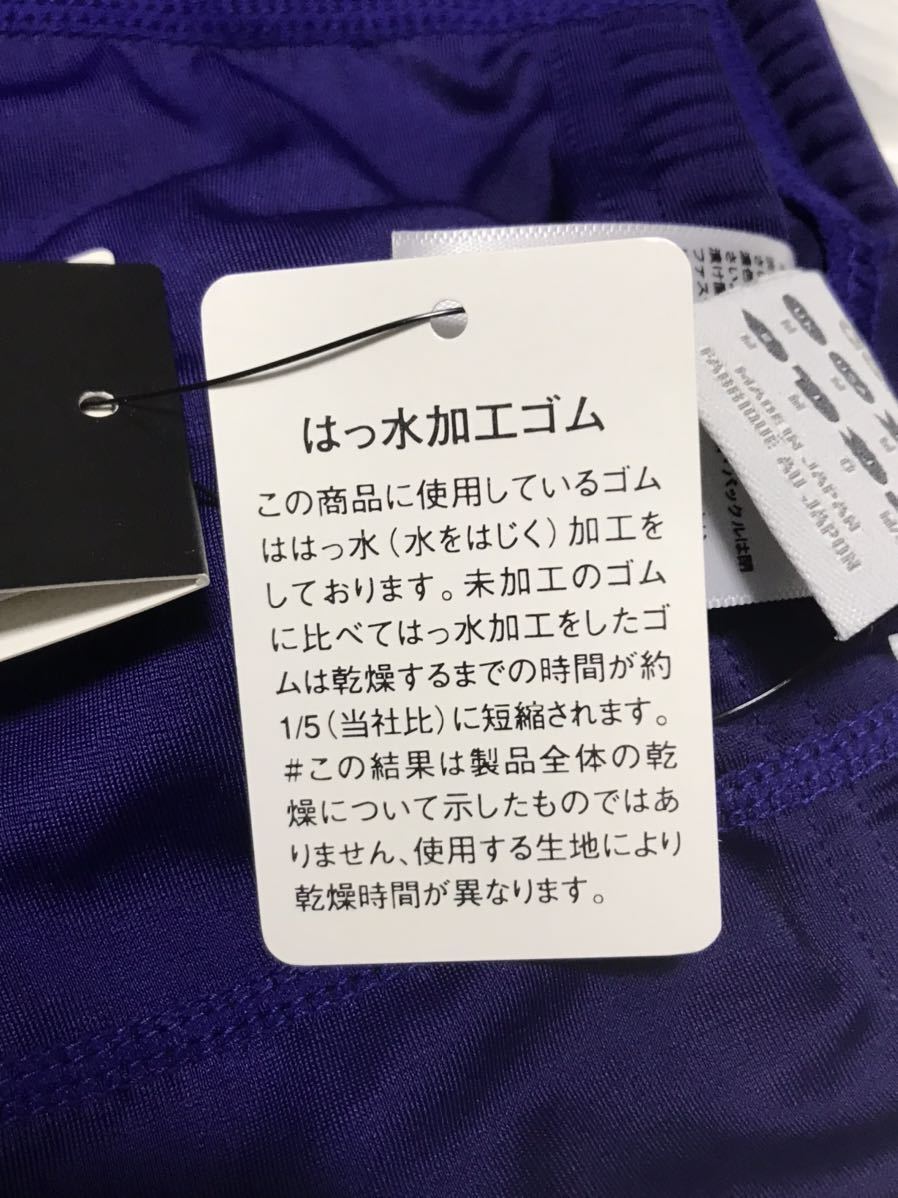 はっ水加工ゴム
この商品に使用しているゴム
ははっ水(水をはじく)加工を
しております。未加工のゴム
に比べてはっ水加工をしたゴ
ムは乾燥するまでの時間が約
1/5(当社比)に短縮されます。
#この結果は製品全体の乾
燥について示したものではあ
りません、使用する生地により
乾燥時間が異なります。
MADE IN JAPAN
FABRIQUE AU JAPON
バックルは閉